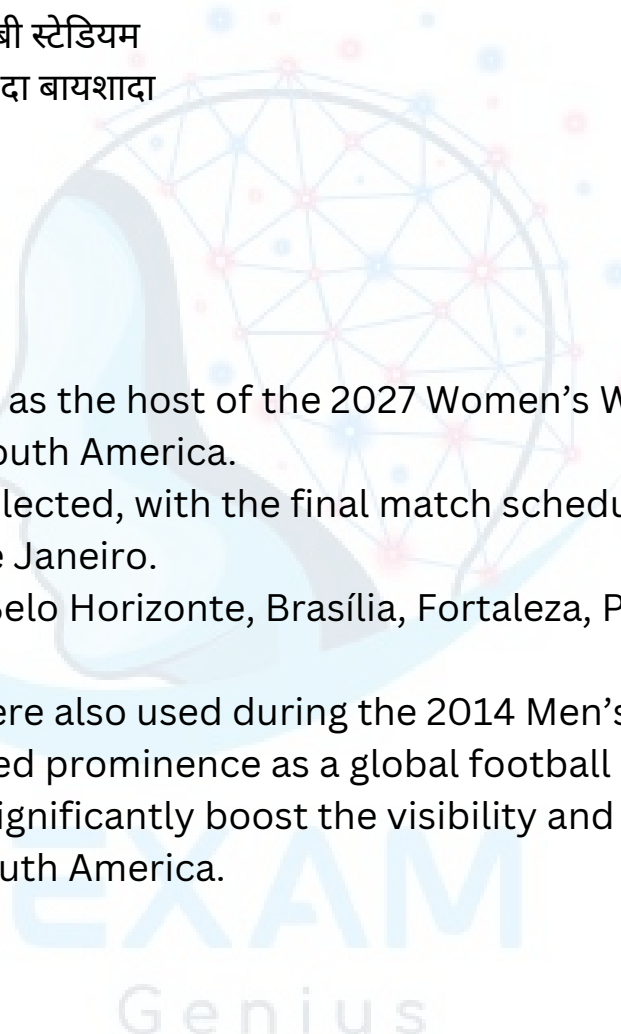 बी स्टेडियम
दा बायशादा
as the host of the 2027 Women’s W
outh America.
lected, with the final match schedu
e Janeiro.
Belo Horizonte, Brasília, Fortaleza, P
ere also used during the 2014 Men’s
ed prominence as a global football
ignificantly boost the visibility and
uth America.
EXAM
Genius